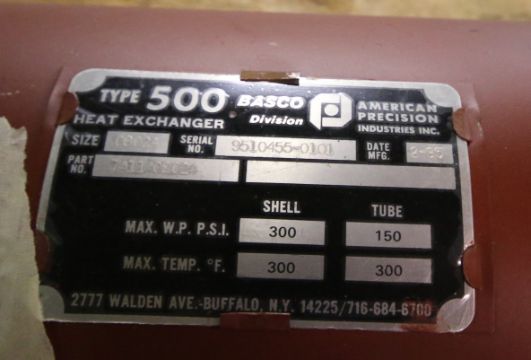 TYPE 500 BASCO Division AMERICAN PRECISION INDUSTRIES INC.
HEAT EXCHANGER
SIZE SERIAL NO. 9510455-0101 DATE MFG.
PART NO.
SHELL TUBE
MAX. W.P. P.S.I. 300 150
MAX. TEMP. °F. 300 300
2777 WALDEN AVE.-BUFFALO, N.Y. 14225/716-684-6700